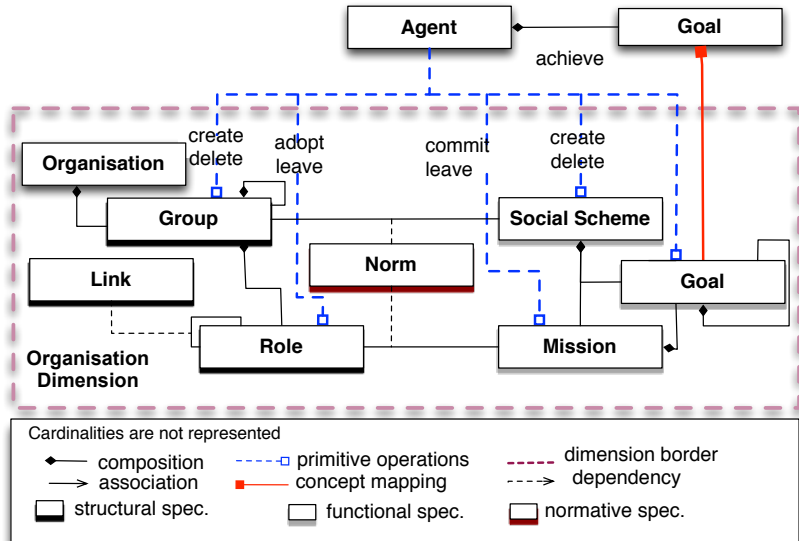 Agent
Goal
achieve
create
delete
adopt
leave
commit
leave
create
delete
Organisation
Group
Social Scheme
Link
Norm
Goal
Role
Mission
Organisation
Dimension
Cardinalities are not represented
composition
primitive operations
dimension border
association
concept mapping
dependency
structural spec.
functional spec.
normative spec.